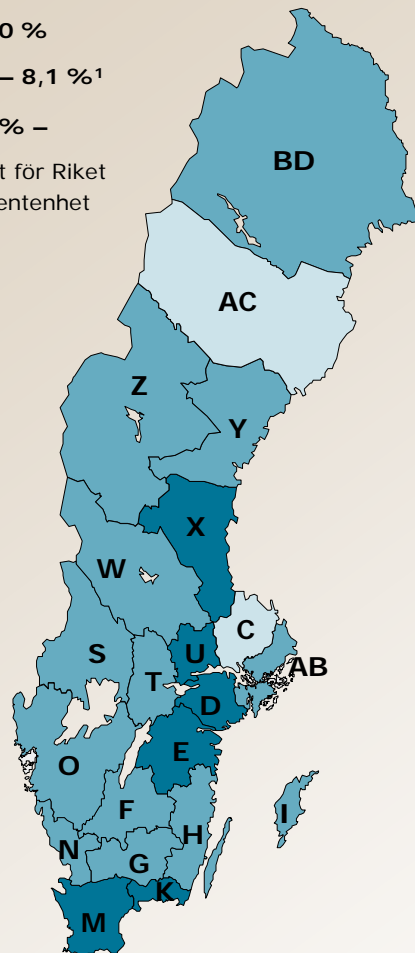 0 %
– 8,1 %¹
% –
t för Riket
entenhet
BD
AC
Z
Y
X
W
C
S
U
AB
T
D
E
O
I
F
H
N
G
K
M